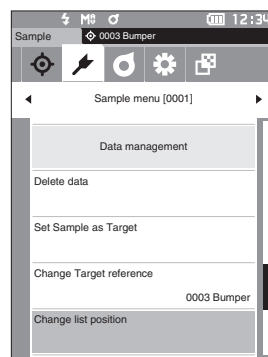 M 12:34
Sample 0003 Bumper
Sample menu [0001]
Data management
Delete data
Set Sample as Target
Change Target reference
0003 Bumper
Change list position